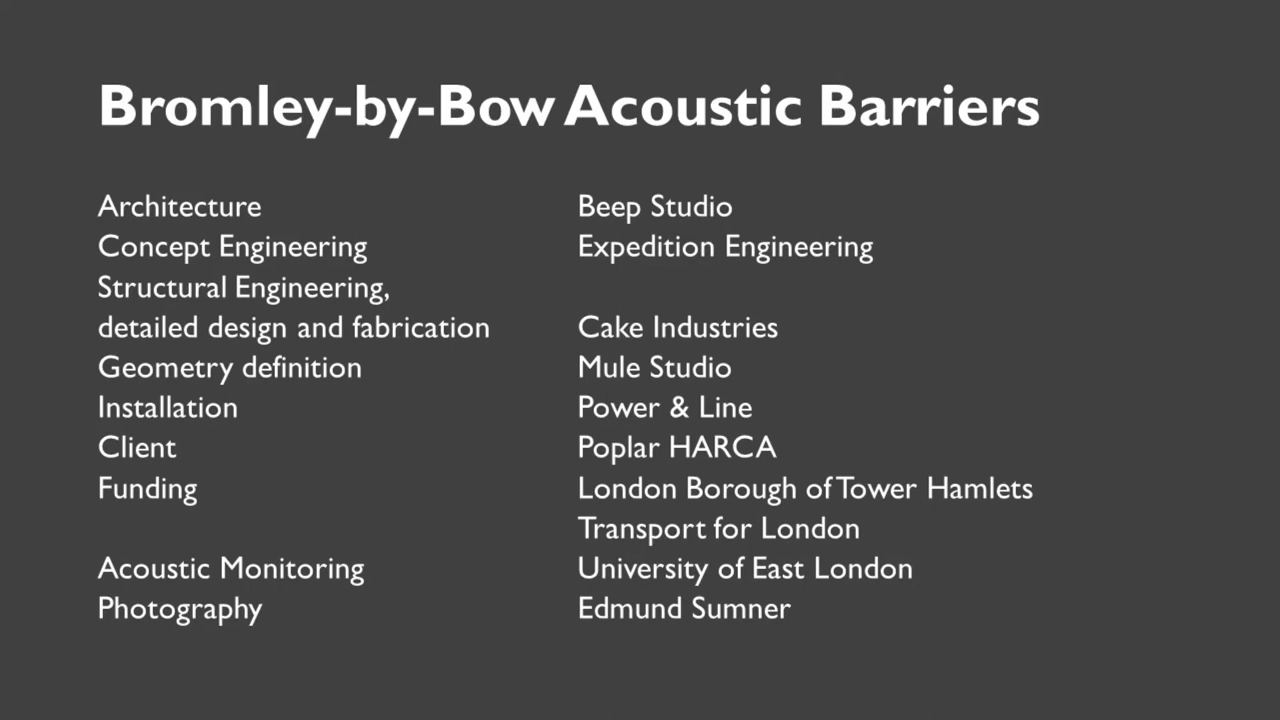 Bromley-by-Bow Acoustic Barriers
Architecture Beep Studio
Concept Engineering Expedition Engineering
Structural Engineering,
detailed design and fabrication Cake Industries
Geometry definition Mule Studio
Installation Power & Line
Client Poplar HARCA
Funding London Borough of Tower Hamlets
Transport for London
Acoustic Monitoring University of East London
Photography Edmund Sumner